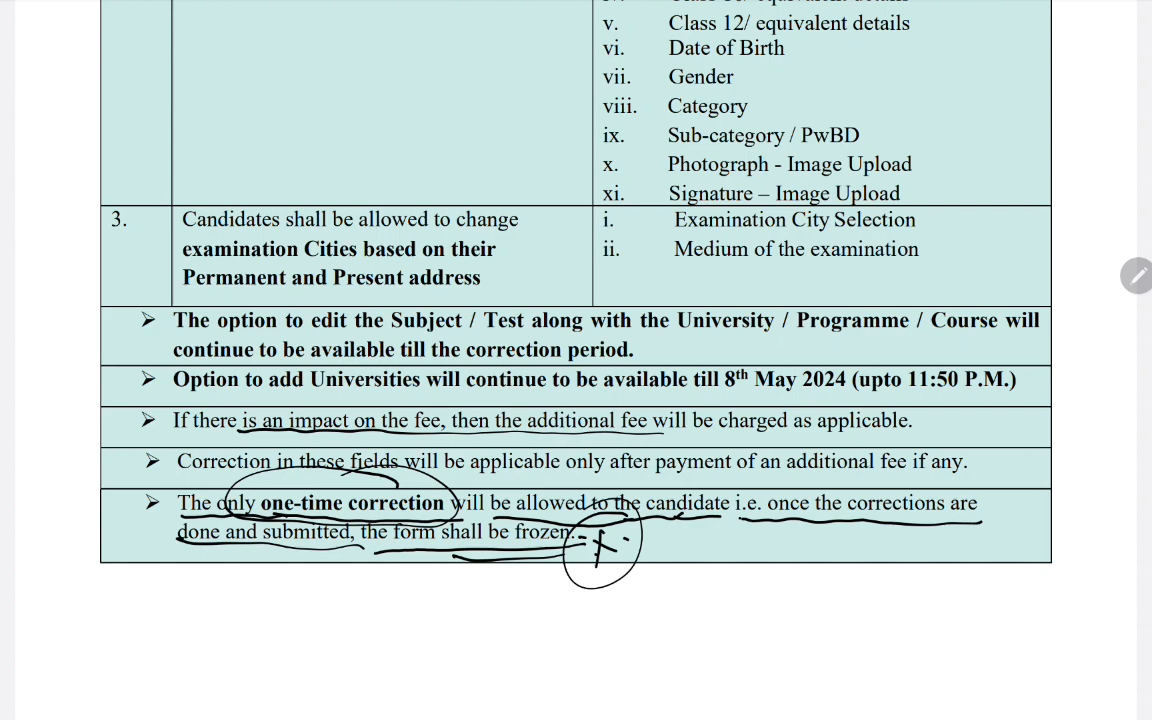 v. Class 12/ equivalent details
vi. Date of Birth
vii. Gender
viii. Category
ix. Sub-category / PwBD
x. Photograph - Image Upload
xi. Signature – Image Upload
3. Candidates shall be allowed to change
examination Cities based on their
Permanent and Present address
i. Examination City Selection
ii. Medium of the examination
➢ The option to edit the Subject / Test along with the University / Programme / Course will
continue to be available till the correction period.
➢ Option to add Universities will continue to be available till 8th May 2024 (upto 11:50 P.M.)
➢ If there is an impact on the fee, then the additional fee will be charged as applicable.
➢ Correction in these fields will be applicable only after payment of an additional fee if any.
➢ The only one-time correction will be allowed to the candidate i.e. once the corrections are
done and submitted, the form shall be frozen.